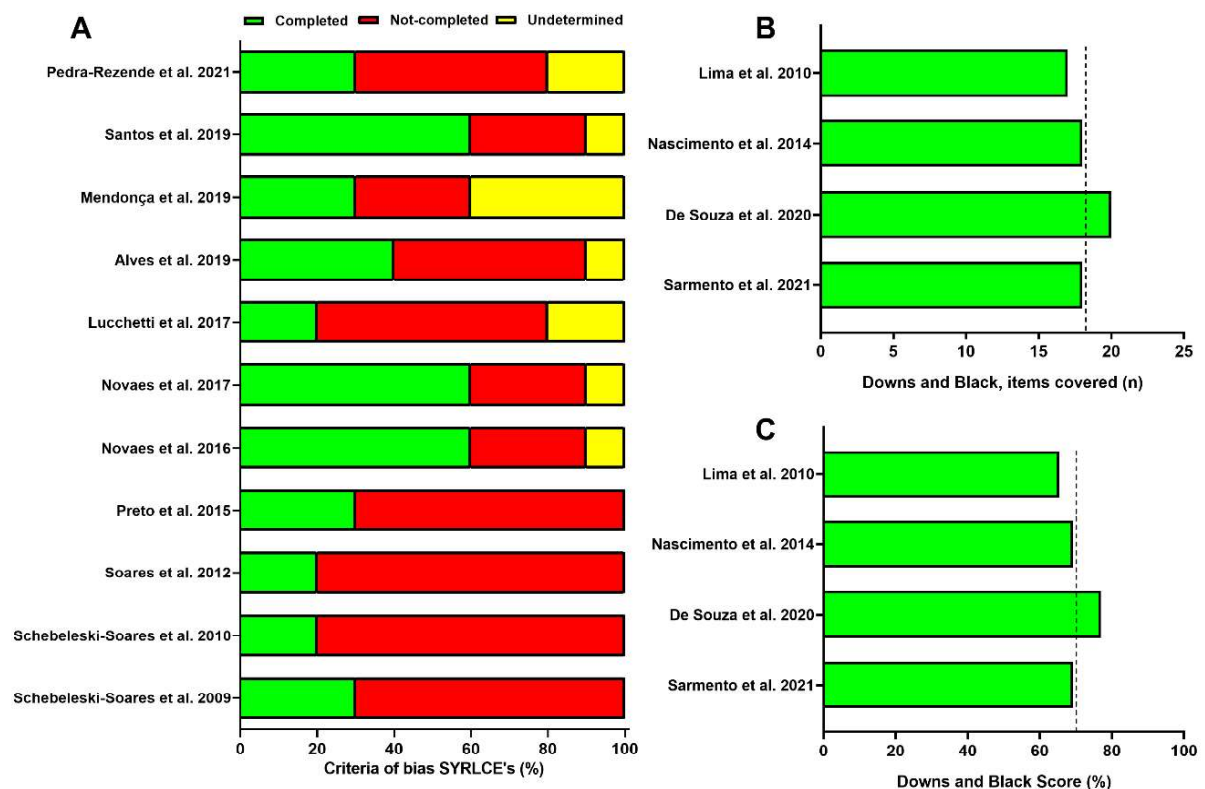 A
Completed Not-completed Undetermined
Pedra-Rezende et al. 2021
Santos et al. 2019
Mendonça et al. 2019
Alves et al. 2019
Lucchetti et al. 2017
Novaes et al. 2017
Novaes et al. 2016
Preto et al. 2015
Soares et al. 2012
Schebeleski-Soares et al. 2010
Schebeleski-Soares et al. 2009
0 20 40 60 80 100
Criteria of bias SYRLCE's (%)
B
Lima et al. 2010
Nascimento et al. 2014
De Souza et al. 2020
Sarmento et al. 2021
0 5 10 15 20 25
Downs and Black, items covered (n)
C
Lima et al. 2010
Nascimento et al. 2014
De Souza et al. 2020
Sarmento et al. 2021
0 20 40 60 80 100
Downs and Black Score (%)